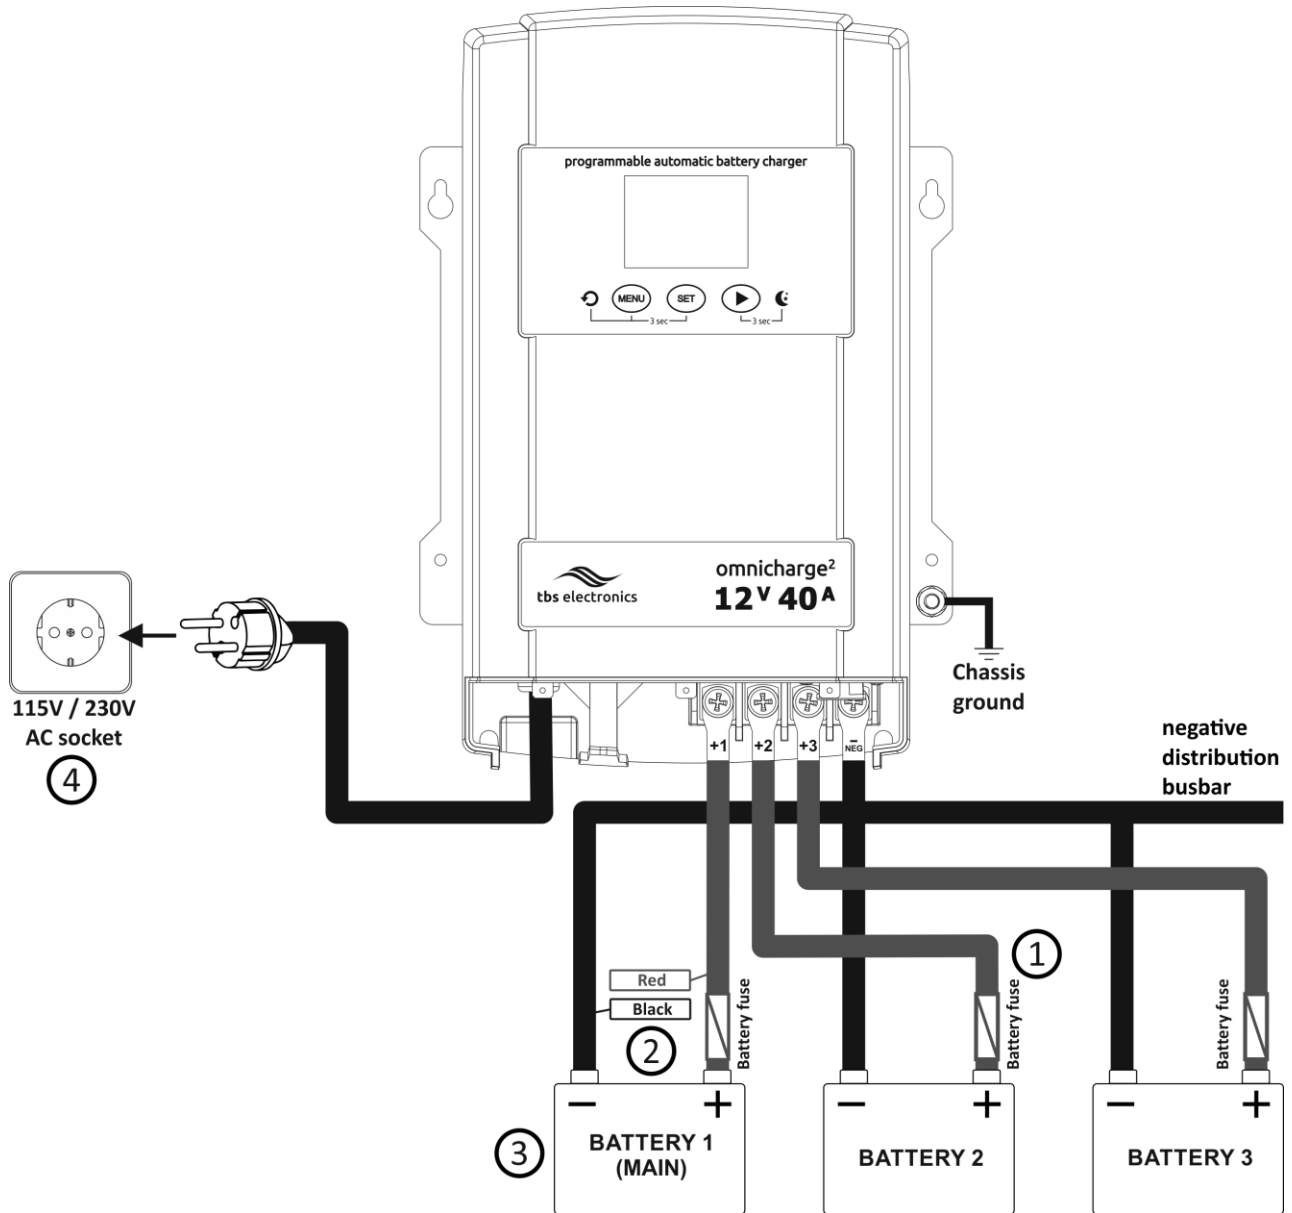 programmable automatic battery charger
MENU
SET
3 sec
3 sec
tbs electronics
omnicharge²
12V 40A
115V / 230V
AC socket
4
Chassis
ground
+1
+2
+3
–
NEG
negative
distribution
busbar
1
Red
Black
2
Battery fuse
Battery fuse
Battery fuse
3
– +
BATTERY 1
(MAIN)
– +
BATTERY 2
– +
BATTERY 3